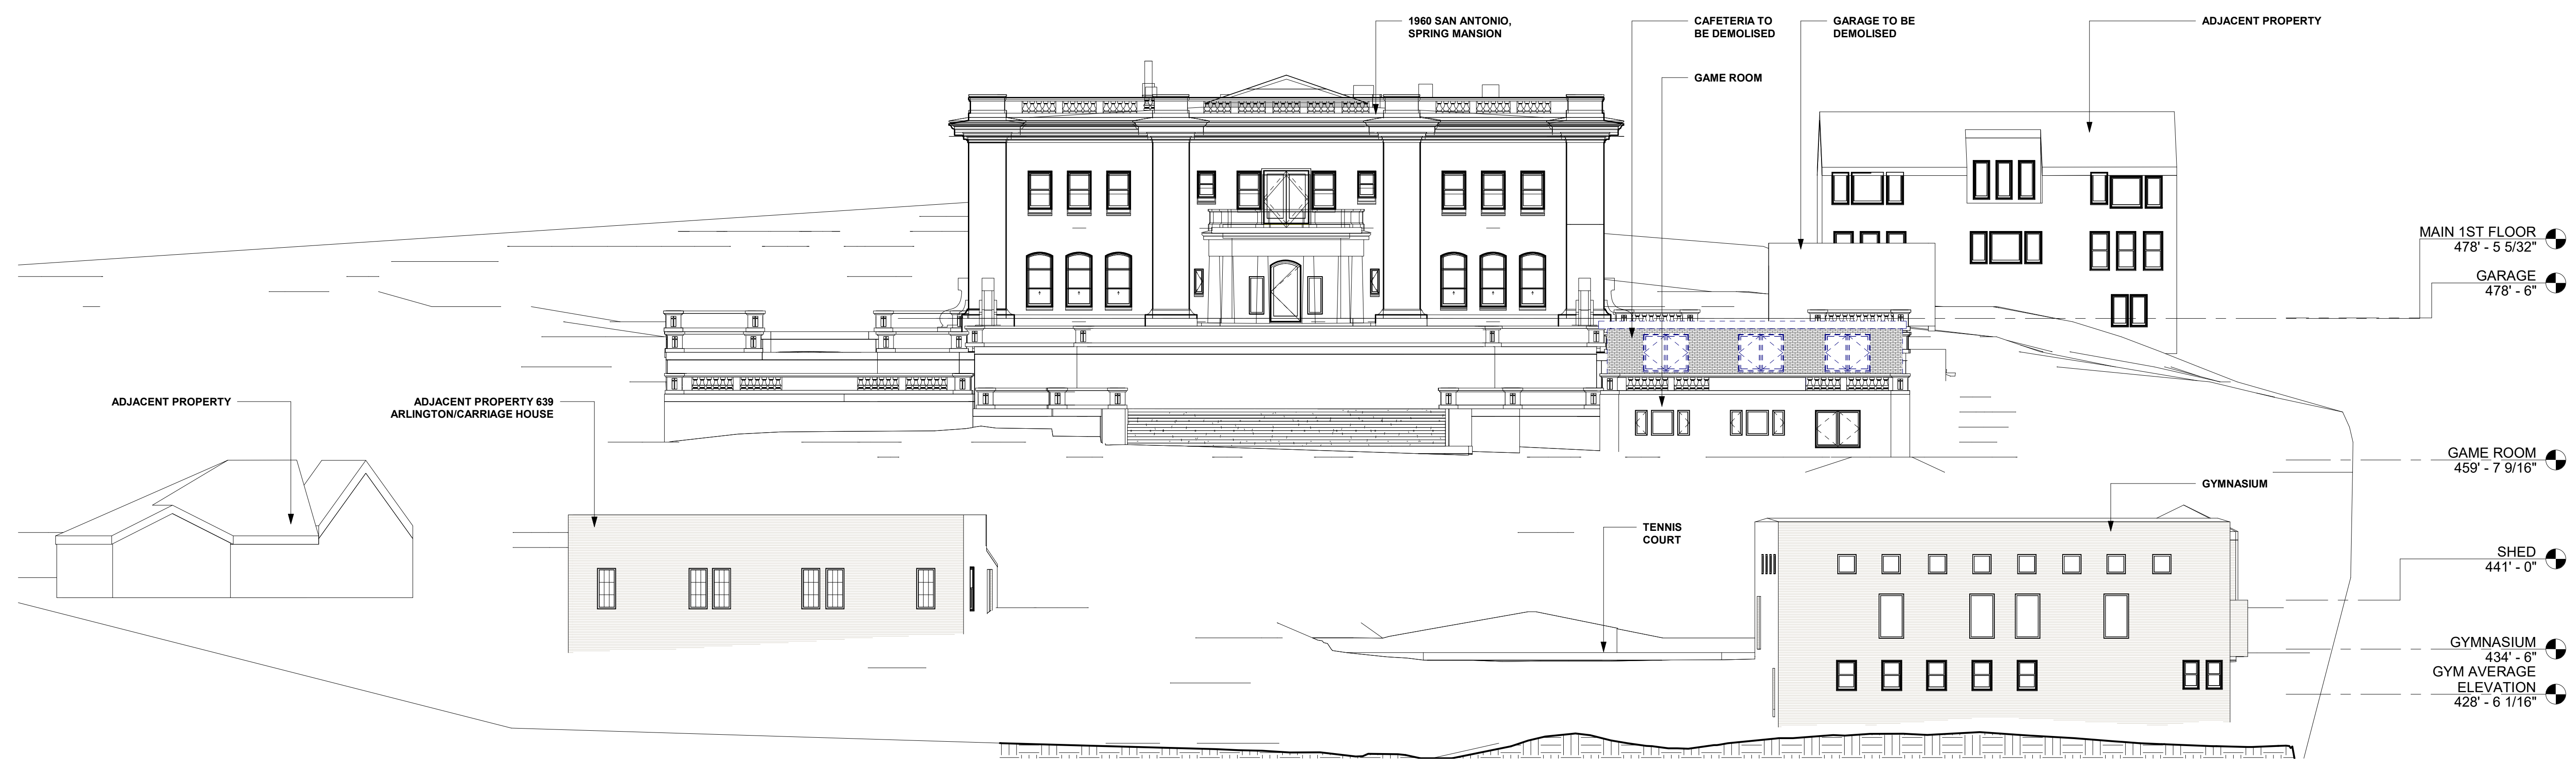 1960 SAN ANTONIO,
SPRING MANSION
CAFETERIA TO
BE DEMOLISED
GARAGE TO BE
DEMOLISED
ADJACENT PROPERTY
GAME ROOM
MAIN 1ST FLOOR
478' - 5 5/32"
GARAGE
478' - 6"
ADJACENT PROPERTY
ADJACENT PROPERTY 639
ARLINGTON/CARRIAGE HOUSE
GAME ROOM
459' - 7 9/16"
GYMNASIUM
TENNIS
COURT
SHED
441' - 0"
GYMNASIUM
434' - 6"
GYM AVERAGE
ELEVATION
428' - 6 1/16"